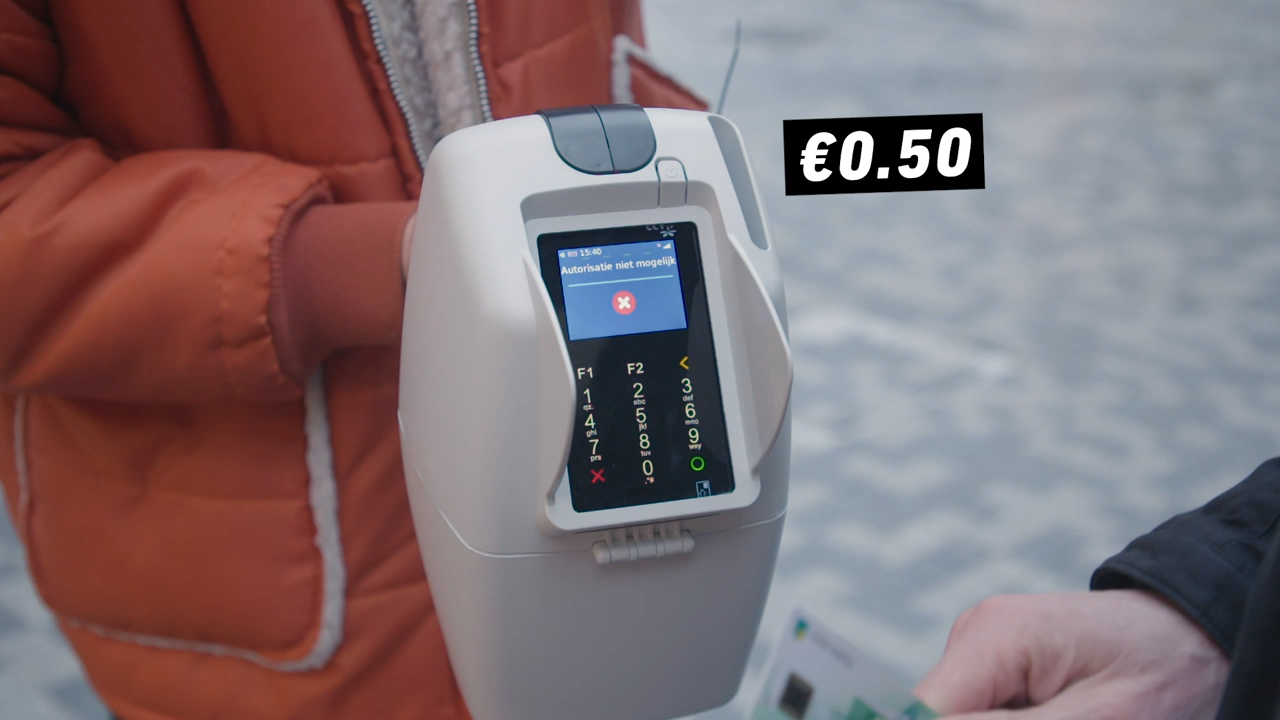 €0.50
15:40
Autorisatie niet mogelijk
F1 F2 <
1 2 3
qz. abc def
4 5 6
ghi jkl mno
7 8 9
prs tuv wxy
0
.*#